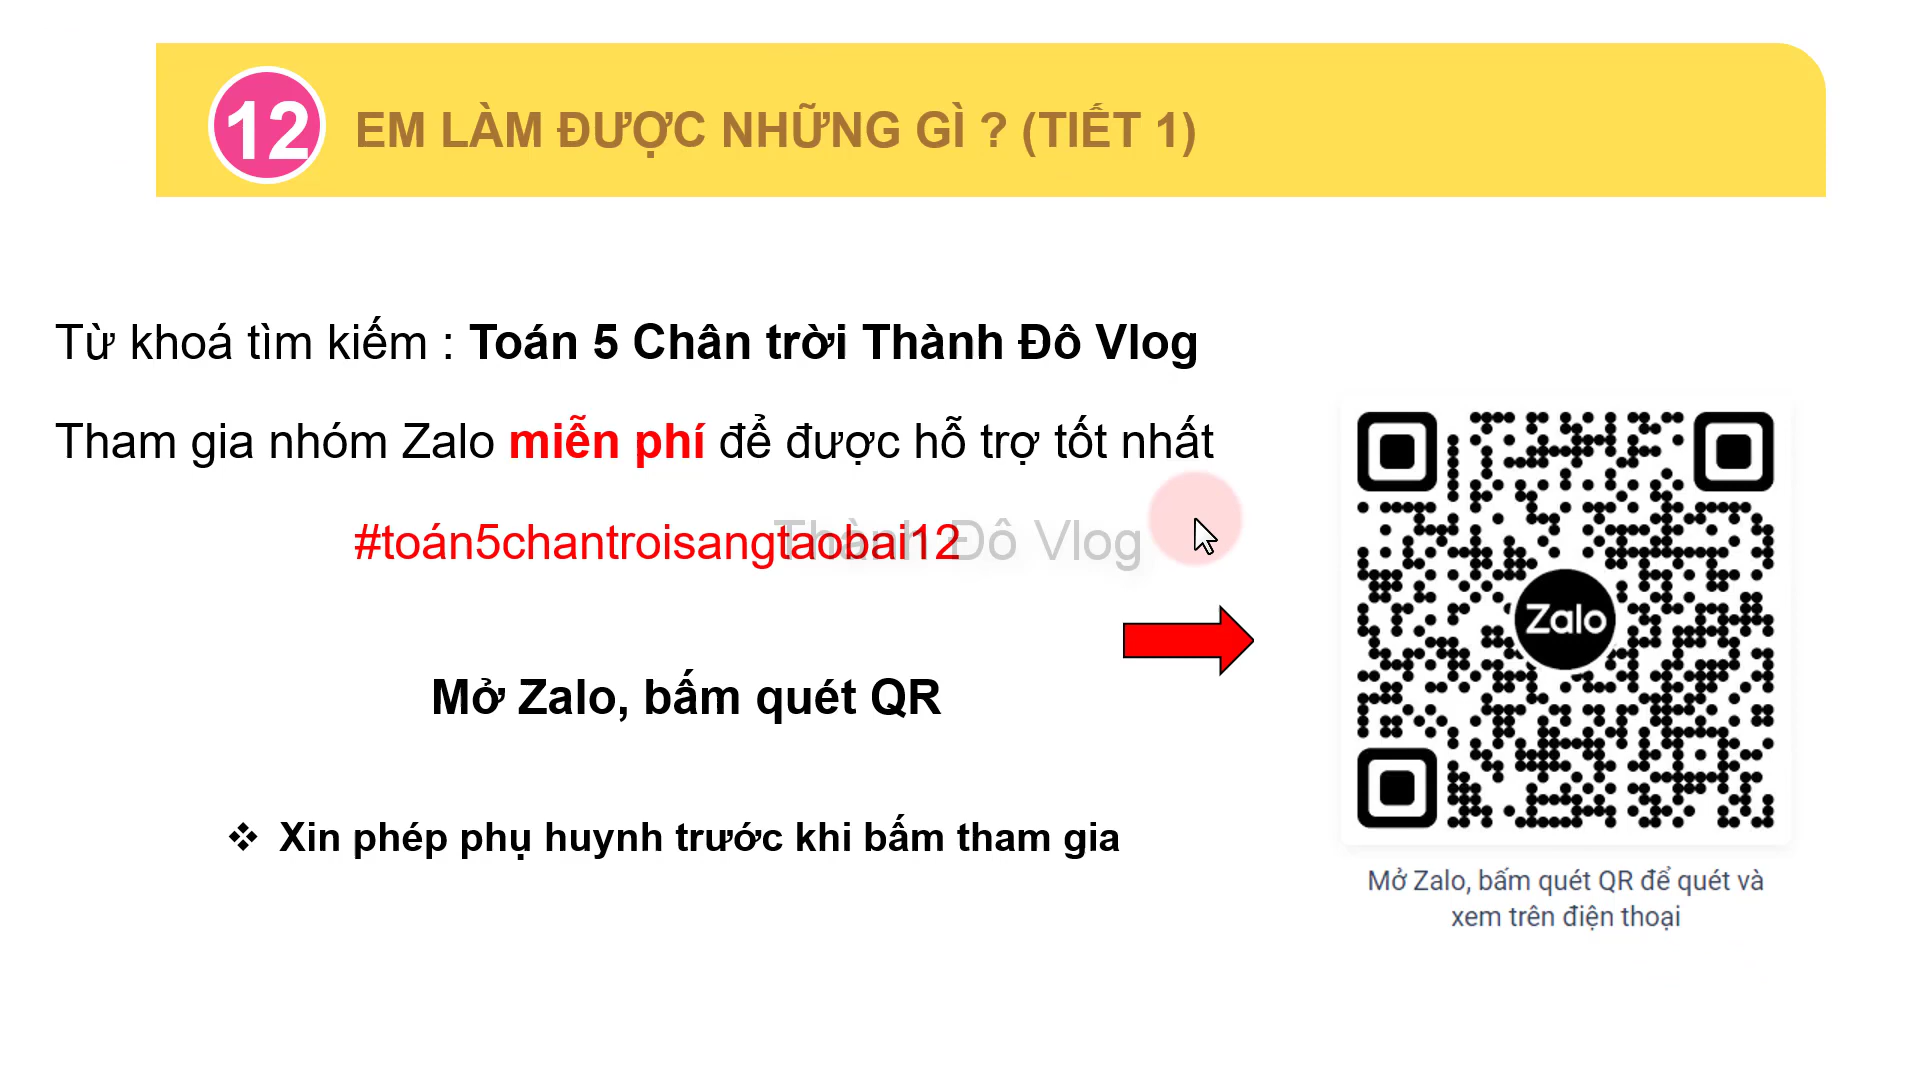 12
EM LÀM ĐƯỢC NHỮNG GÌ ? (TIẾT 1)
Từ khoá tìm kiếm : Toán 5 Chân trời Thành Đô Vlog
Tham gia nhóm Zalo miễn phí để được hỗ trợ tốt nhất
#toán5chantroisangtaobai12
Thành Đô Vlog
Mở Zalo, bấm quét QR
❖ Xin phép phụ huynh trước khi bấm tham gia
Zalo
Mở Zalo, bấm quét QR để quét và
xem trên điện thoại